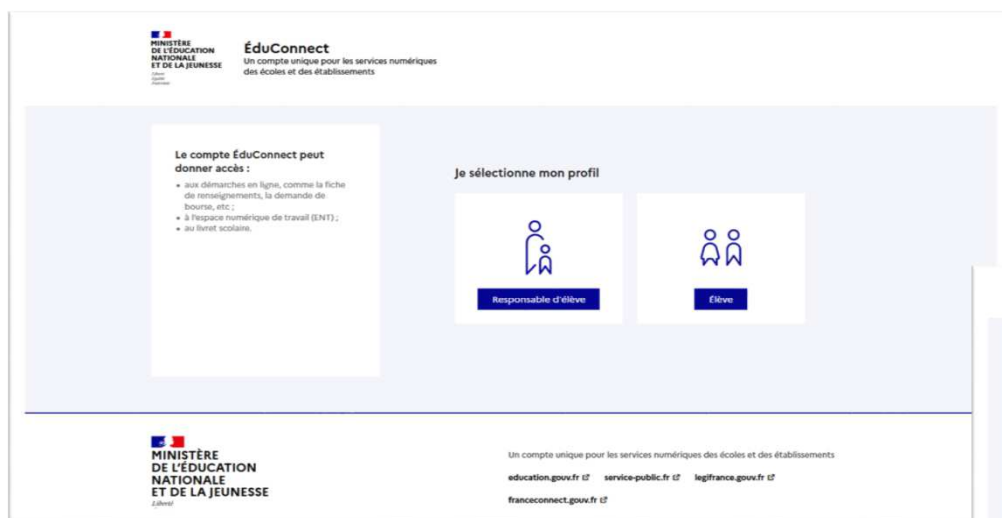 MINISTÈRE
DE L'ÉDUCATION
NATIONALE
ET DE LA JEUNESSE
Liberté
Égalité
Fraternité
ÉduConnect
Un compte unique pour les services numériques
des écoles et des établissements
Le compte ÉduConnect peut
donner accès :
• aux démarches en ligne, comme la fiche
de renseignements, la demande de
bourse, etc ;
• à l'espace numérique de travail (ENT) ;
• au livret scolaire.
Je sélectionne mon profil
Responsable d'élève
Élève
MINISTÈRE
DE L'ÉDUCATION
NATIONALE
ET DE LA JEUNESSE
Liberté
Un compte unique pour les services numériques des écoles et des établissements
education.gouv.fr service-public.fr legifrance.gouv.fr
franceconnect.gouv.fr